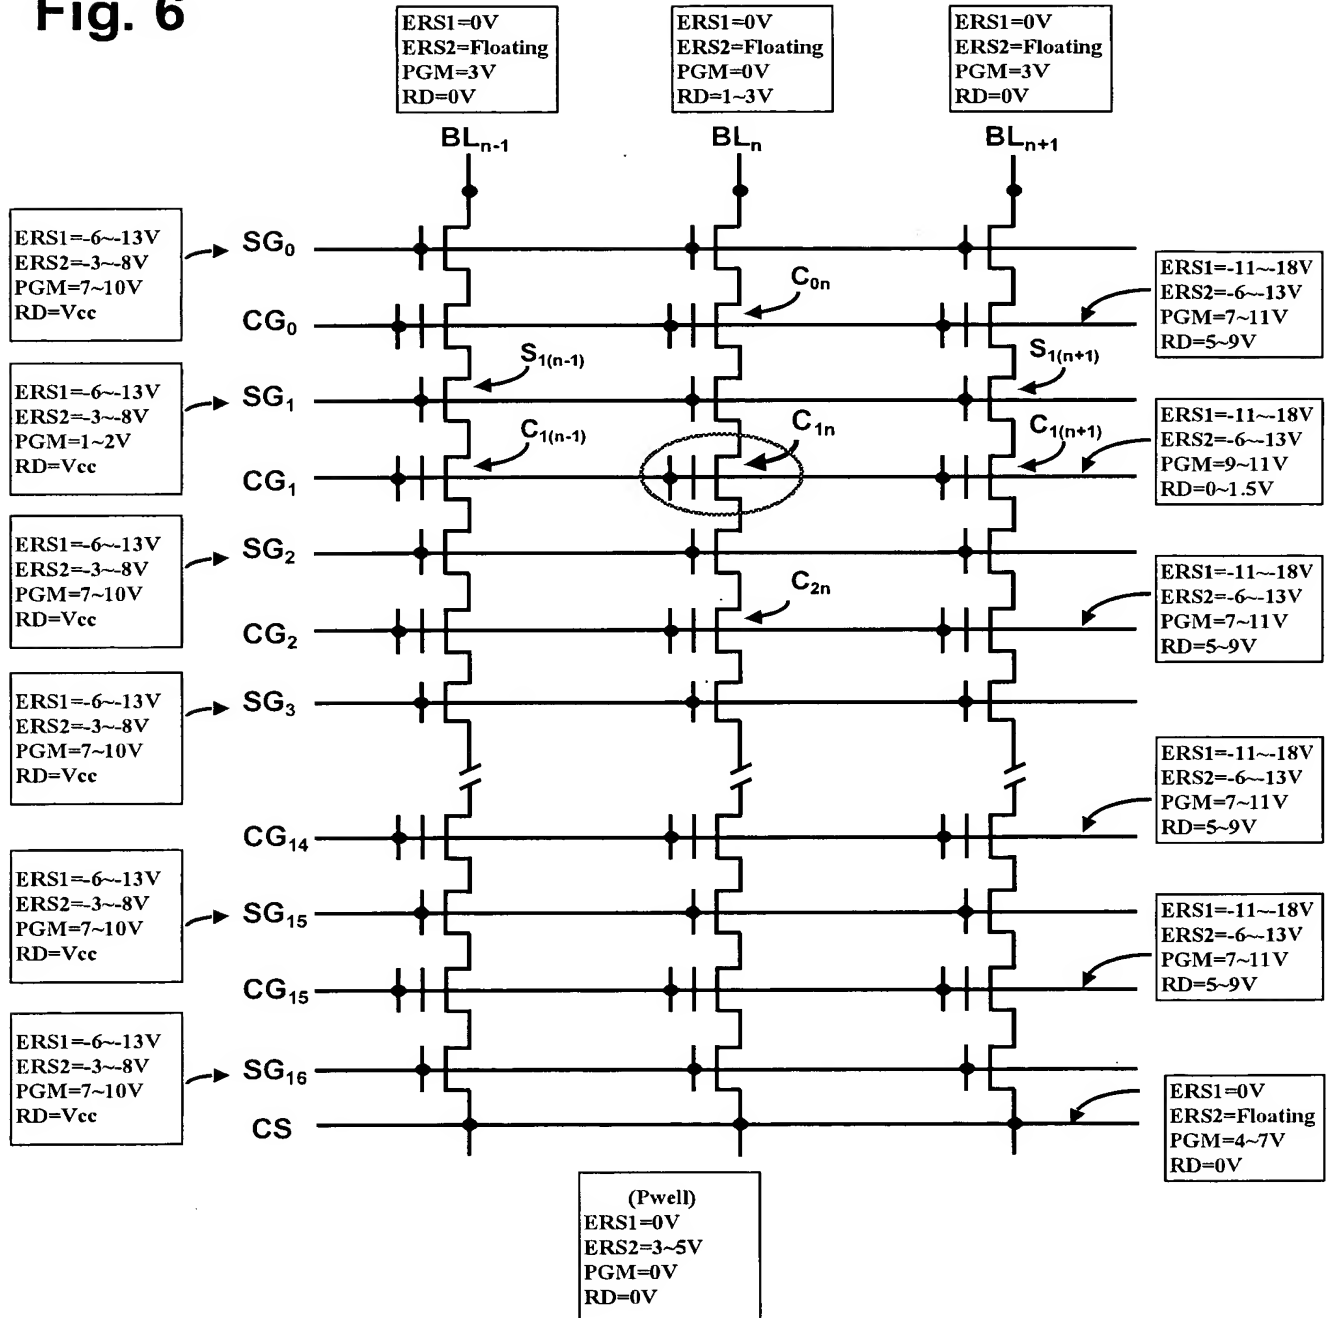 Fig. 6
ERS1=0V
ERS2=Floating
PGM=3V
RD=0V
ERS1=0V
ERS2=Floating
PGM=0V
RD=1~3V
ERS1=0V
ERS2=Floating
PGM=3V
RD=0V
BLn-1
BLn
BLn+1
ERS1=-6~-13V
ERS2=-3~-8V
PGM=7~10V
RD=Vcc
SG0
C0n
ERS1=-11~-18V
ERS2=-6~-13V
PGM=7~11V
RD=5~9V
CG0
S1(n-1)
S1(n+1)
ERS1=-6~-13V
ERS2=-3~-8V
PGM=1~2V
RD=Vcc
SG1
C1(n-1)
C1n
C1(n+1)
ERS1=-11~-18V
ERS2=-6~-13V
PGM=9~11V
RD=0~1.5V
CG1
ERS1=-6~-13V
ERS2=-3~-8V
PGM=7~10V
RD=Vcc
SG2
C2n
ERS1=-11~-18V
ERS2=-6~-13V
PGM=7~11V
RD=5~9V
CG2
ERS1=-6~-13V
ERS2=-3~-8V
PGM=7~10V
RD=Vcc
SG3
ERS1=-11~-18V
ERS2=-6~-13V
PGM=7~11V
RD=5~9V
CG14
ERS1=-6~-13V
ERS2=-3~-8V
PGM=7~10V
RD=Vcc
SG15
ERS1=-11~-18V
ERS2=-6~-13V
PGM=7~11V
RD=5~9V
CG15
ERS1=-6~-13V
ERS2=-3~-8V
PGM=7~10V
RD=Vcc
SG16
CS
ERS1=0V
ERS2=Floating
PGM=4~7V
RD=0V
(Pwell)
ERS1=0V
ERS2=3~5V
PGM=0V
RD=0V